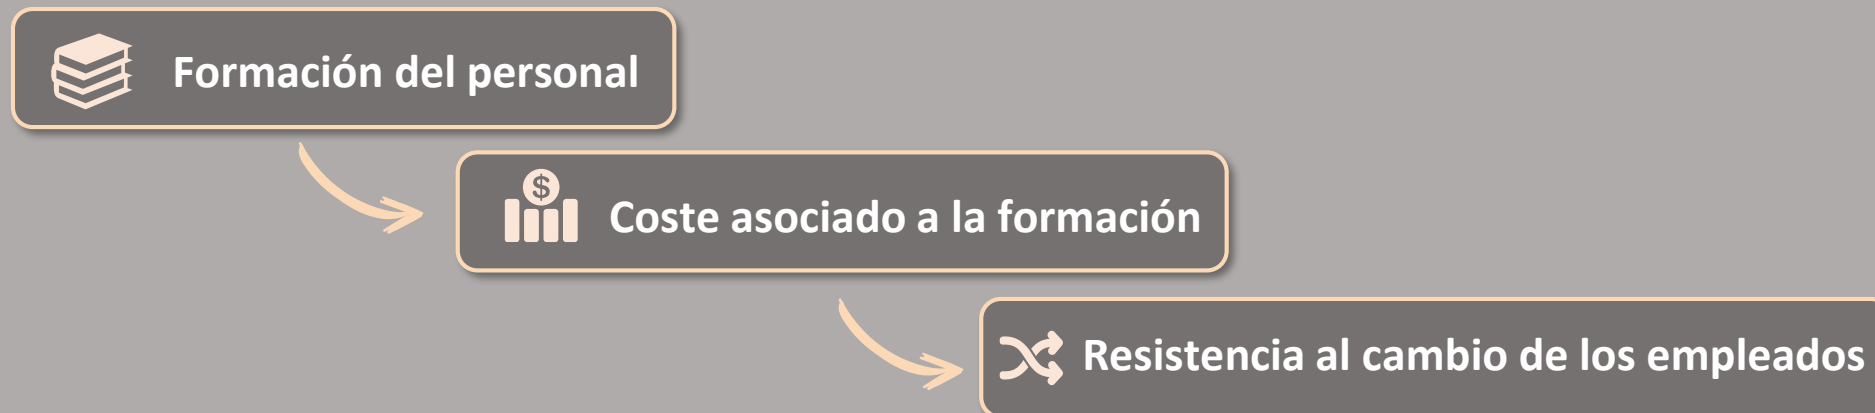 Formación del personal
$
Coste asociado a la formación
Resistencia al cambio de los empleados